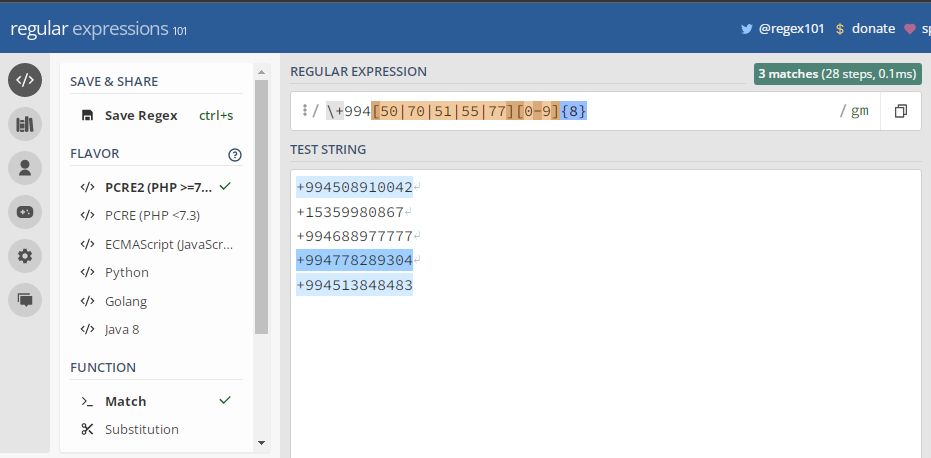 regular expressions 101
@regex101 $ donate sp
SAVE & SHARE
Save Regex ctrl+s
FLAVOR
PCRE2 (PHP >=7...
PCRE (PHP <7.3)
ECMAScript (JavaScr...
Python
Golang
Java 8
FUNCTION
Match
Substitution
REGULAR EXPRESSION
3 matches (28 steps, 0.1ms)
/ \+994[50|70|51|55|77][0-9]{8} / gm
TEST STRING
+994508910042
+15359980867
+994688977777
+994778289304
+994513848483